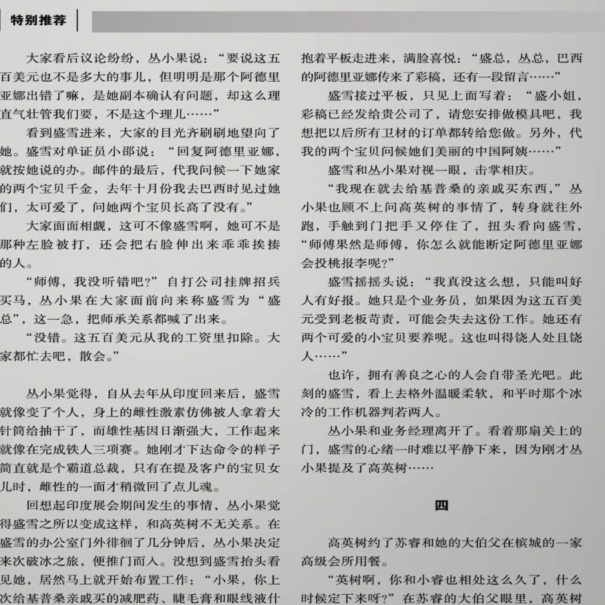 特别推荐
大家看后议论纷纷,丛小果说:“要说这五
百美元也不是多大的事儿,但明明是那个阿德里
亚娜出错了嘛,是她副本确认有问题,却这么理
直气壮管我们要,不是这个理儿……”
看到盛雪进来,大家的目光齐刷刷地望向了
她。盛雪对单证员小邵说:“回复阿德里亚娜,
就按她说的办。邮件的最后,代我问候一下她家
的两个宝贝千金,去年十月份我去巴西时见过她
们,太可爱了,问她两个宝贝长高了没有。”
大家面面相觑,这可不像盛雪啊,她可不是
那种左脸被打,还会把右脸伸出来乖乖挨揍
的人。
“师傅,我没听错吧?”自打公司挂牌招兵
买马,丛小果在大家面前向来称盛雪为“盛
总”,这一急,把师承关系都喊了出来。
“没错。这五百美元从我的工资里扣除。大
家都忙去吧,散会。”
丛小果觉得,自从去年从印度回来后,盛雪
就像变了个人,身上的雌性激素仿佛被人拿着大
针筒给抽干了,而雄性基因日渐强大,工作起来
就像在完成铁人三项赛。她刚才下达命令的样子
简直就是个霸道总裁,只有在提及客户的宝贝女
儿时,雌性的一面才稍微回了点儿魂。
回想起印度展会期间发生的事情,丛小果觉
得盛雪之所以变成这样,和高英树不无关系。在
盛雪的办公室门外徘徊了几分钟后,丛小果决定
来次破冰之旅,便推门而入。没想到盛雪抬头看
见她,居然马上就开始布置工作:“小果,你上
次给基普桑亲戚买的减肥药、睫毛膏和眼线液什
抱着平板走进来,满脸喜悦:“盛总,丛总,巴西
的阿德里亚娜传来了彩稿,还有一段留言……”
盛雪接过平板,只见上面写着:“盛小姐,
彩稿已经发给贵公司了,请您安排做模具吧,我
想把以后所有卫材的订单都转给您做。另外,代
我的两个宝贝问候她们美丽的中国阿姨……”
盛雪和丛小果对视一眼,击掌相庆。
“我现在就去给基普桑的亲戚买东西,”丛
小果也顾不上问高英树的事情了,转身就往外
跑,手触到门把手又停住了,扭头看向盛雪,
“师傅果然是师傅,你怎么就能断定阿德里亚娜
会投桃报李呢?”
盛雪摇摇头说:“我真没这么想,只能叫好
人有好报。她只是个业务员,如果因为这五百美
元受到老板苛责,可能会失去这份工作。她还有
两个可爱的小宝贝要养呢。这也叫得饶人处且饶
人……”
也许,拥有善良之心的人会自带圣光吧。此
刻的盛雪,看上去格外温暖柔软,和平时那个冰
冷的工作机器判若两人。
丛小果和业务经理离开了。看着那扇关上的
门,盛雪的心绪一时难以平静下来,因为刚才丛
小果提及了高英树……
四
高英树约了苏睿和她的大伯父在槟城的一家
高级会所用餐。
“英树啊,你和小睿也相处这么久了,什么
时候定下来呀?”在苏睿的大伯父眼里,高英树